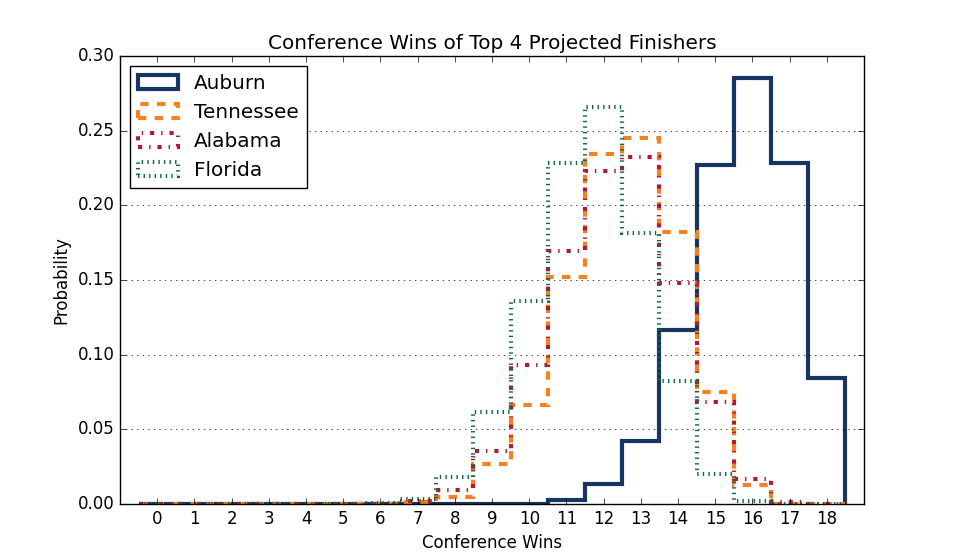 Conference Wins of Top 4 Projected Finishers
Auburn
Tennessee
Alabama
Florida
0.30
0.25
0.20
0.15
0.10
0.05
0.00
Probability
0 1 2 3 4 5 6 7 8 9 10 11 12 13 14 15 16 17 18
Conference Wins